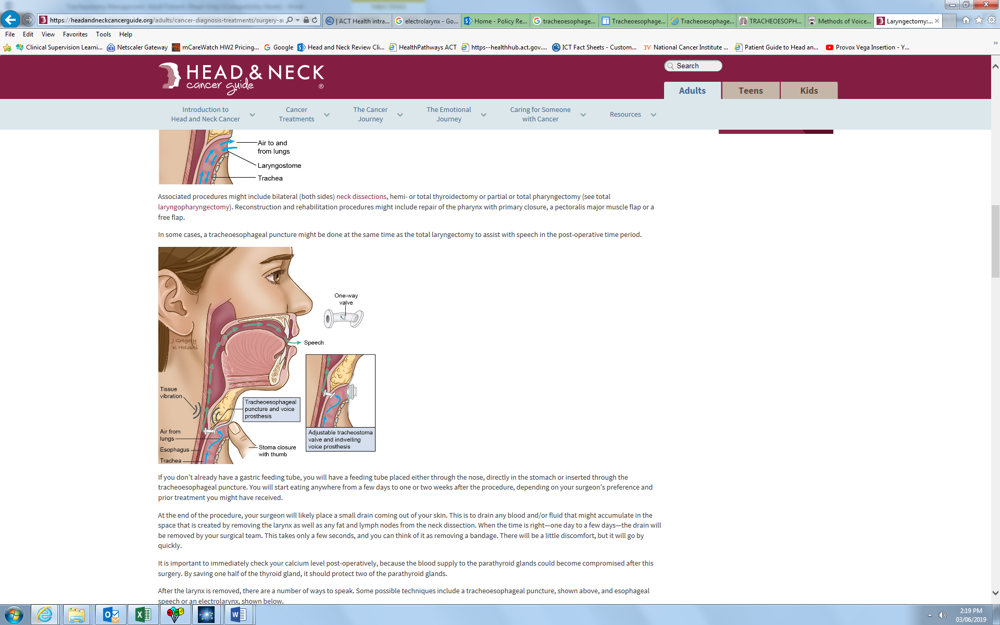 https://headandneckcancerguide.org/adults/cancer-diagnosis-treatments/surgery-ar
| ACT Health intra...
electrolarynx - Go...
Home - Policy Re...
tracheoesophage...
Tracheoesophage...
Tracheoesophage...
TRACHEOESOPH...
Methods of Voice...
Laryngectomy:...
File Edit View Favorites Tools Help
Clinical Supervision Learni...
Netscaler Gateway
mCareWatch HW2 Pricing...
Google
Head and Neck Review Cli...
HealthPathways ACT
https--healthhub.act.gov....
ICT Fact Sheets - Custom...
National Cancer Institute ...
Patient Guide to Head an...
Provox Vega Insertion - Y...
HEAD & NECK
cancer guide ®
Search
Adults Teens Kids
Introduction to
Head and Neck Cancer
Cancer
Treatments
The Cancer
Journey
The Emotional
Journey
Caring for Someone
with Cancer
Resources
Air to and
from lungs
Laryngostome
Trachea
Associated procedures might include bilateral (both sides) neck dissections, hemi- or total thyroidectomy or partial or total pharyngectomy (see total
laryngopharyngectomy). Reconstruction and rehabilitation procedures might include repair of the pharynx with primary closure, a pectoralis major muscle flap or a
free flap.
In some cases, a tracheoesophageal puncture might be done at the same time as the total laryngectomy to assist with speech in the post-operative time period.
One-way
valve
J Gregory
K Holoski
Speech
Tissue
vibration
Tracheoesophageal
puncture and voice
prosthesis
Air from
lungs
Esophagus
Trachea
Stoma closure
with thumb
Adjustable tracheostoma
valve and indwelling
voice prosthesis
If you don’t already have a gastric feeding tube, you will have a feeding tube placed either through the nose, directly in the stomach or inserted through the
tracheoesophageal puncture. You will start eating anywhere from a few days to one or two weeks after the procedure, depending on your surgeon’s preference and
prior treatment you might have received.
At the end of the procedure, your surgeon will likely place a small drain coming out of your skin. This is to drain any blood and/or fluid that might accumulate in the
space that is created by removing the larynx as well as any fat and lymph nodes from the neck dissection. When the time is right—one day to a few days—the drain will
be removed by your surgical team. This takes only a few seconds, and you can think of it as removing a bandage. There will be a little discomfort, but it will go by
quickly.
It is important to immediately check your calcium level post-operatively, because the blood supply to the parathyroid glands could become compromised after this
surgery. By saving one half of the thyroid gland, it should protect two of the parathyroid glands.
After the larynx is removed, there are a number of ways to speak. Some possible techniques include a tracheoesophageal puncture, shown above, and esophageal
speech or an electrolarynx, shown below.
2:19 PM
03/06/2019